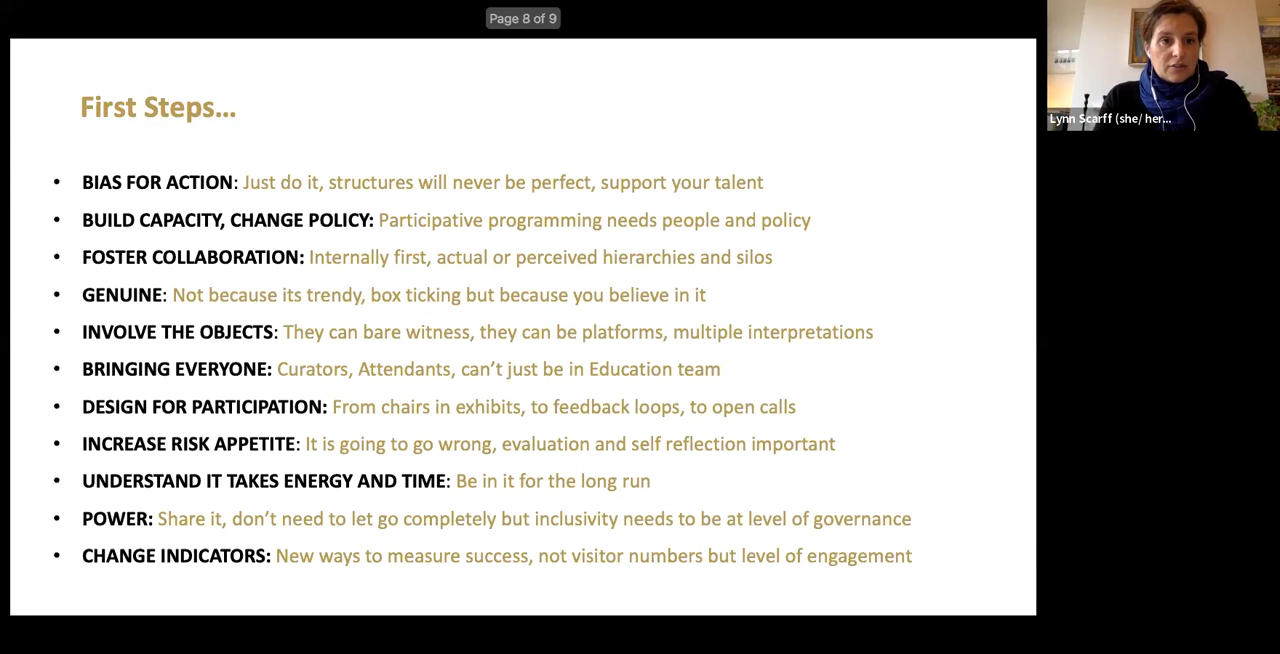 Page 8 of 9
First Steps...
• BIAS FOR ACTION: Just do it, structures will never be perfect, support your talent
• BUILD CAPACITY, CHANGE POLICY: Participative programming needs people and policy
• FOSTER COLLABORATION: Internally first, actual or perceived hierarchies and silos
• GENUINE: Not because its trendy, box ticking but because you believe in it
• INVOLVE THE OBJECTS: They can bare witness, they can be platforms, multiple interpretations
• BRINGING EVERYONE: Curators, Attendants, can’t just be in Education team
• DESIGN FOR PARTICIPATION: From chairs in exhibits, to feedback loops, to open calls
• INCREASE RISK APPETITE: It is going to go wrong, evaluation and self reflection important
• UNDERSTAND IT TAKES ENERGY AND TIME: Be in it for the long run
• POWER: Share it, don’t need to let go completely but inclusivity needs to be at level of governance
• CHANGE INDICATORS: New ways to measure success, not visitor numbers but level of engagement
Lynn Scarff (she/ her...